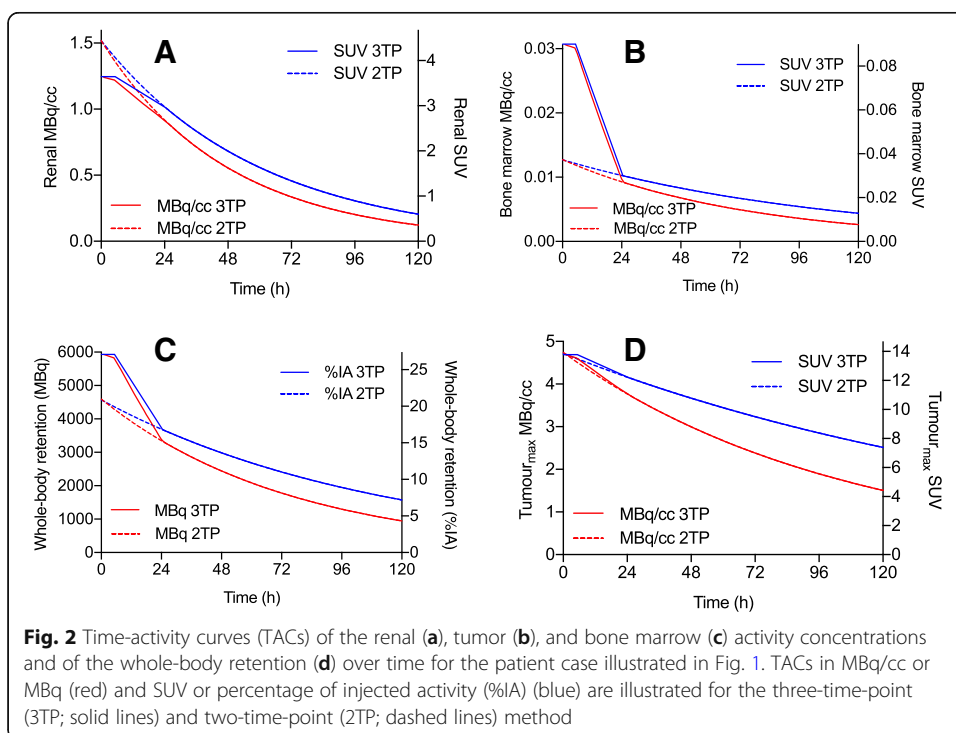 A
Renal MBq/cc
1.5
1.0
0.5
0.0
SUV 3TP
SUV 2TP
MBq/cc 3TP
MBq/cc 2TP
4
3
2
1
0
Renal SUV
0 24 48 72 96 120
Time (h)
B
Bone marrow MBq/cc
0.03
0.02
0.01
0.00
SUV 3TP
SUV 2TP
MBq/cc 3TP
MBq/cc 2TP
0.08
0.06
0.04
0.02
0.00
Bone marrow SUV
0 24 48 72 96 120
Time (h)
C
Whole-body retention (MBq)
6000
5000
4000
3000
2000
1000
0
%IA 3TP
%IA 2TP
MBq 3TP
MBq 2TP
25
20
15
10
5
0
Whole-body retention (%IA)
0 24 48 72 96 120
Time (h)
D
Tumourmax MBq/cc
5
4
3
2
1
0
SUV 3TP
SUV 2TP
MBq/cc 3TP
MBq/cc 2TP
14
12
10
8
6
4
2
0
Tumourmax SUV
0 24 48 72 96 120
Time (h)
Fig. 2 Time-activity curves (TACs) of the renal (a), tumor (b), and bone marrow (c) activity concentrations
and of the whole-body retention (d) over time for the patient case illustrated in Fig. 1. TACs in MBq/cc or
MBq (red) and SUV or percentage of injected activity (%IA) (blue) are illustrated for the three-time-point
(3TP; solid lines) and two-time-point (2TP; dashed lines) method